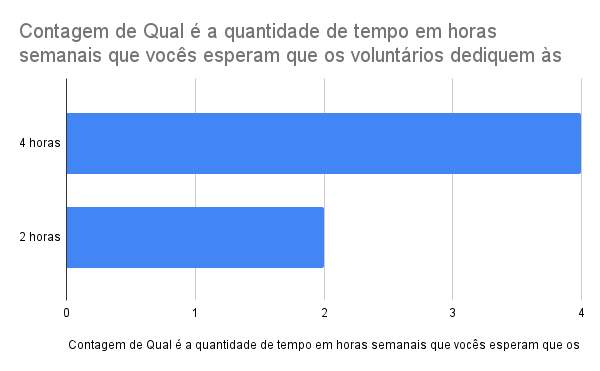 Contagem de Qual é a quantidade de tempo em horas
semanais que vocês esperam que os voluntários dediquem às
4 horas
2 horas
0 1 2 3 4
Contagem de Qual é a quantidade de tempo em horas semanais que vocês esperam que os